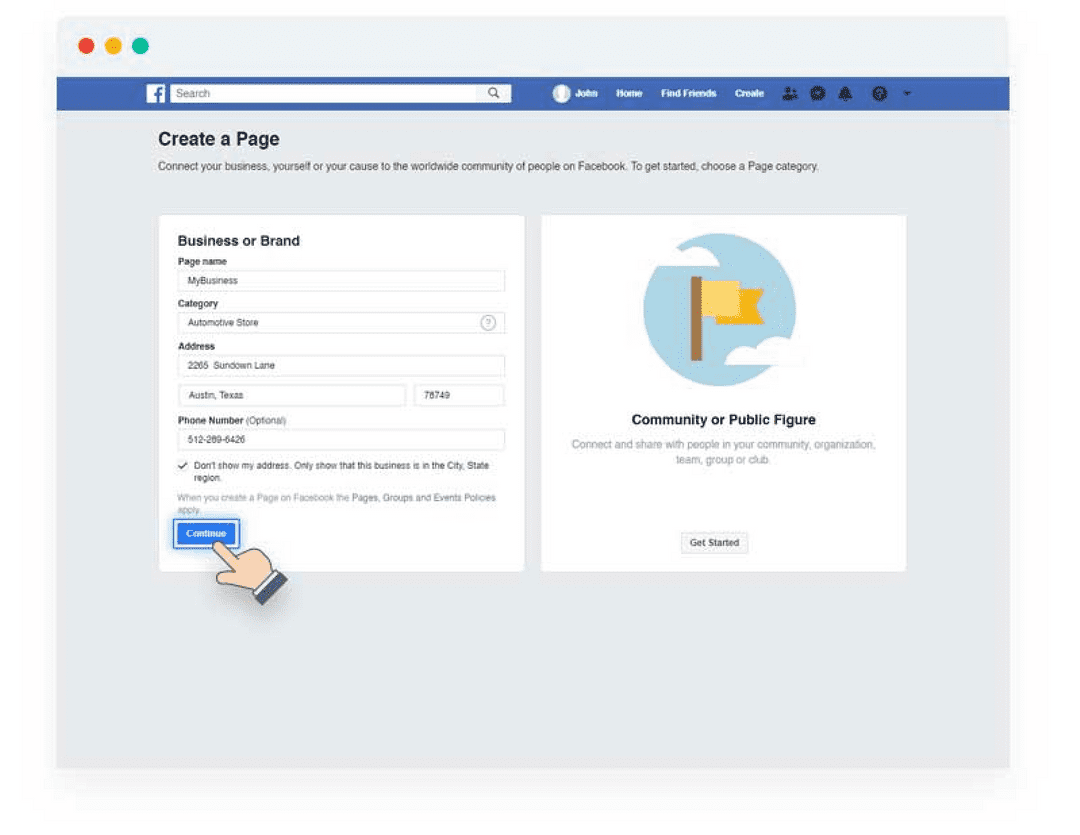 f
Search
John Home Find Friends Create
Create a Page
Connect your business, yourself or your cause to the worldwide community of people on Facebook. To get started, choose a Page category.
Business or Brand
Page name
MyBusiness
Category
Automotive Store ?
Address
2265 Sundown Lane
Austin, Texas 78749
Phone Number (Optional)
512-289-6426
Don't show my address. Only show that this business is in the City, State
region.
When you create a Page on Facebook the Pages, Groups and Events Policies
apply.
Continue
Community or Public Figure
Connect and share with people in your community, organization,
team, group or club.
Get Started